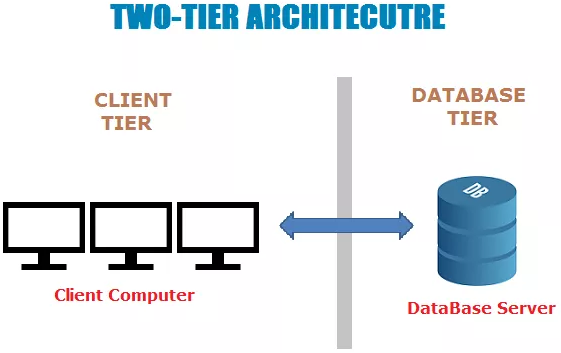 TWO-TIER ARCHITECUTRE
CLIENT
TIER
DATABASE
TIER
DB
Client Computer
DataBase Server